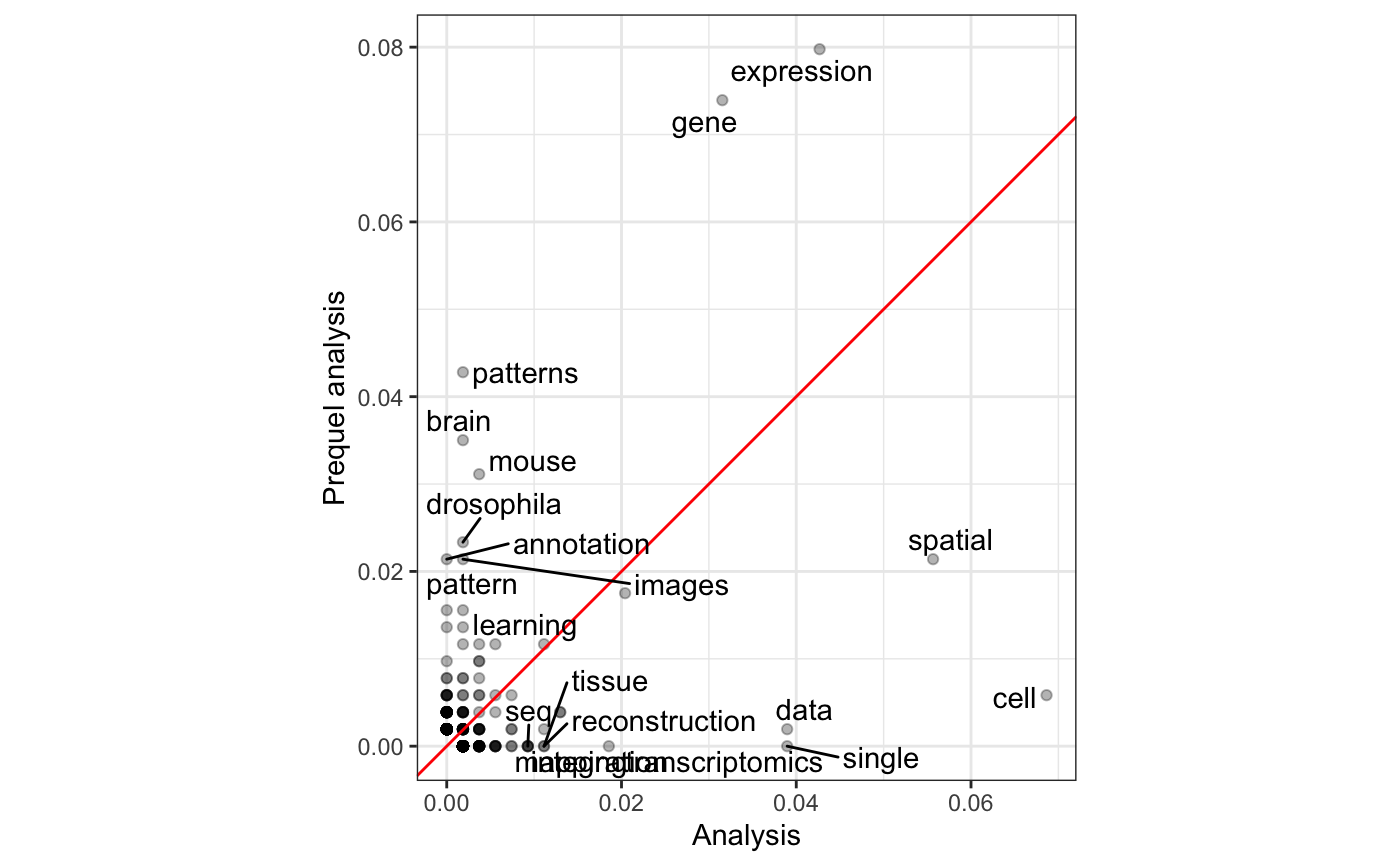 0.08
expression
gene
0.06
patterns
0.04
brain
mouse
drosophila
annotation
spatial
0.02
pattern
images
learning
tissue
cell
seq
reconstruction
data
0.00
single
mapping
integration
transcriptomics
0.00
0.02
0.04
0.06
Analysis
Prequel analysis